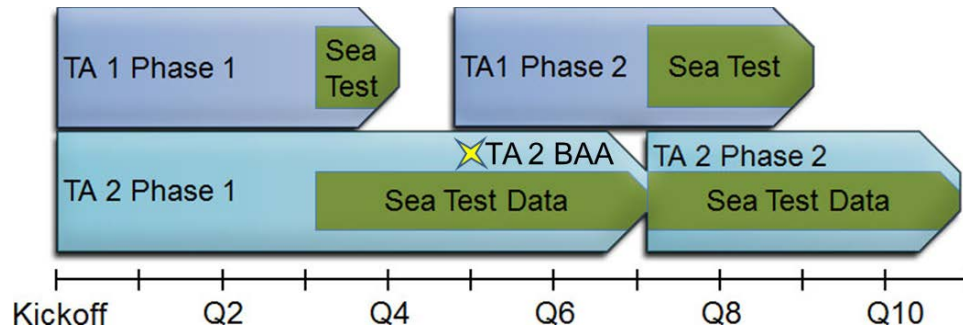 TA 1 Phase 1
Sea
Test
TA1 Phase 2
Sea Test
TA 2 Phase 1
TA 2 BAA
Sea Test Data
TA 2 Phase 2
Sea Test Data
Kickoff Q2 Q4 Q6 Q8 Q10